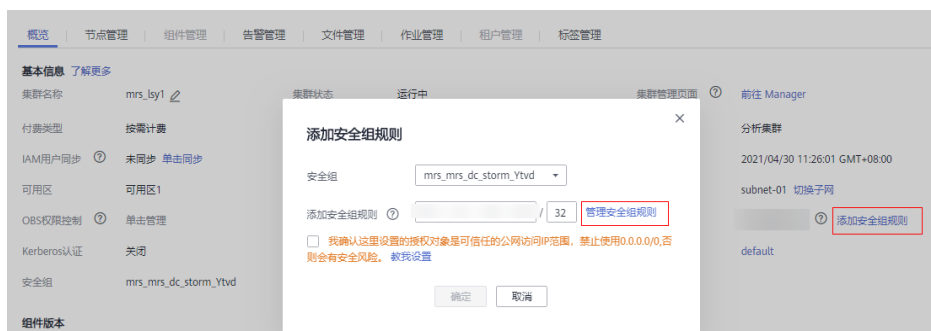 概览 节点管理 组件管理 告警管理 文件管理 作业管理 租户管理 标签管理
基本信息 了解更多
集群名称 mrs_lsy1 集群状态 运行中 集群管理页面 ? 前往 Manager
付费类型 按需计费 分析集群
IAM用户同步 ? 未同步 单击同步 2021/04/30 11:26:01 GMT+08:00
可用区 可用区1 subnet-01 切换子网
OBS权限控制 ? 单击管理 ? 添加安全组规则
Kerberos认证 关闭 default
安全组 mrs_mrs_dc_storm_Ytvd
组件版本
添加安全组规则
安全组 mrs_mrs_dc_storm_Ytvd
添加安全组规则 ? / 32 管理安全组规则
我确认这里设置的授权对象是可信任的公网访问IP范围，禁止使用0.0.0.0/0,否
则会有安全风险。 教我设置
确定 取消